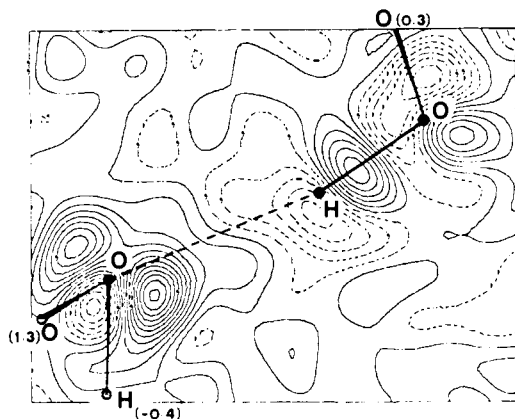 O (0.3)
O
H
O
(1.3) O
H (-0.4)